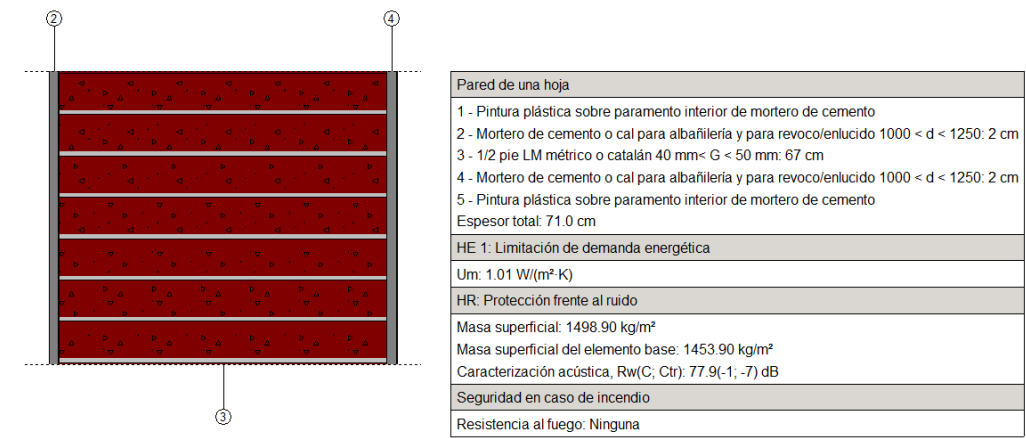 2
4
3
Pared de una hoja
1 - Pintura plástica sobre paramento interior de mortero de cemento
2 - Mortero de cemento o cal para albañilería y para revoco/enlucido 1000 < d < 1250: 2 cm
3 - 1/2 pie LM métrico o catalán 40 mm< G < 50 mm: 67 cm
4 - Mortero de cemento o cal para albañilería y para revoco/enlucido 1000 < d < 1250: 2 cm
5 - Pintura plástica sobre paramento interior de mortero de cemento
Espesor total: 71.0 cm
HE 1: Limitación de demanda energética
Um: 1.01 W/(m²·K)
HR: Protección frente al ruido
Masa superficial: 1498.90 kg/m²
Masa superficial del elemento base: 1453.90 kg/m²
Caracterización acústica, Rw(C; Ctr): 77.9(-1; -7) dB
Seguridad en caso de incendio
Resistencia al fuego: Ninguna